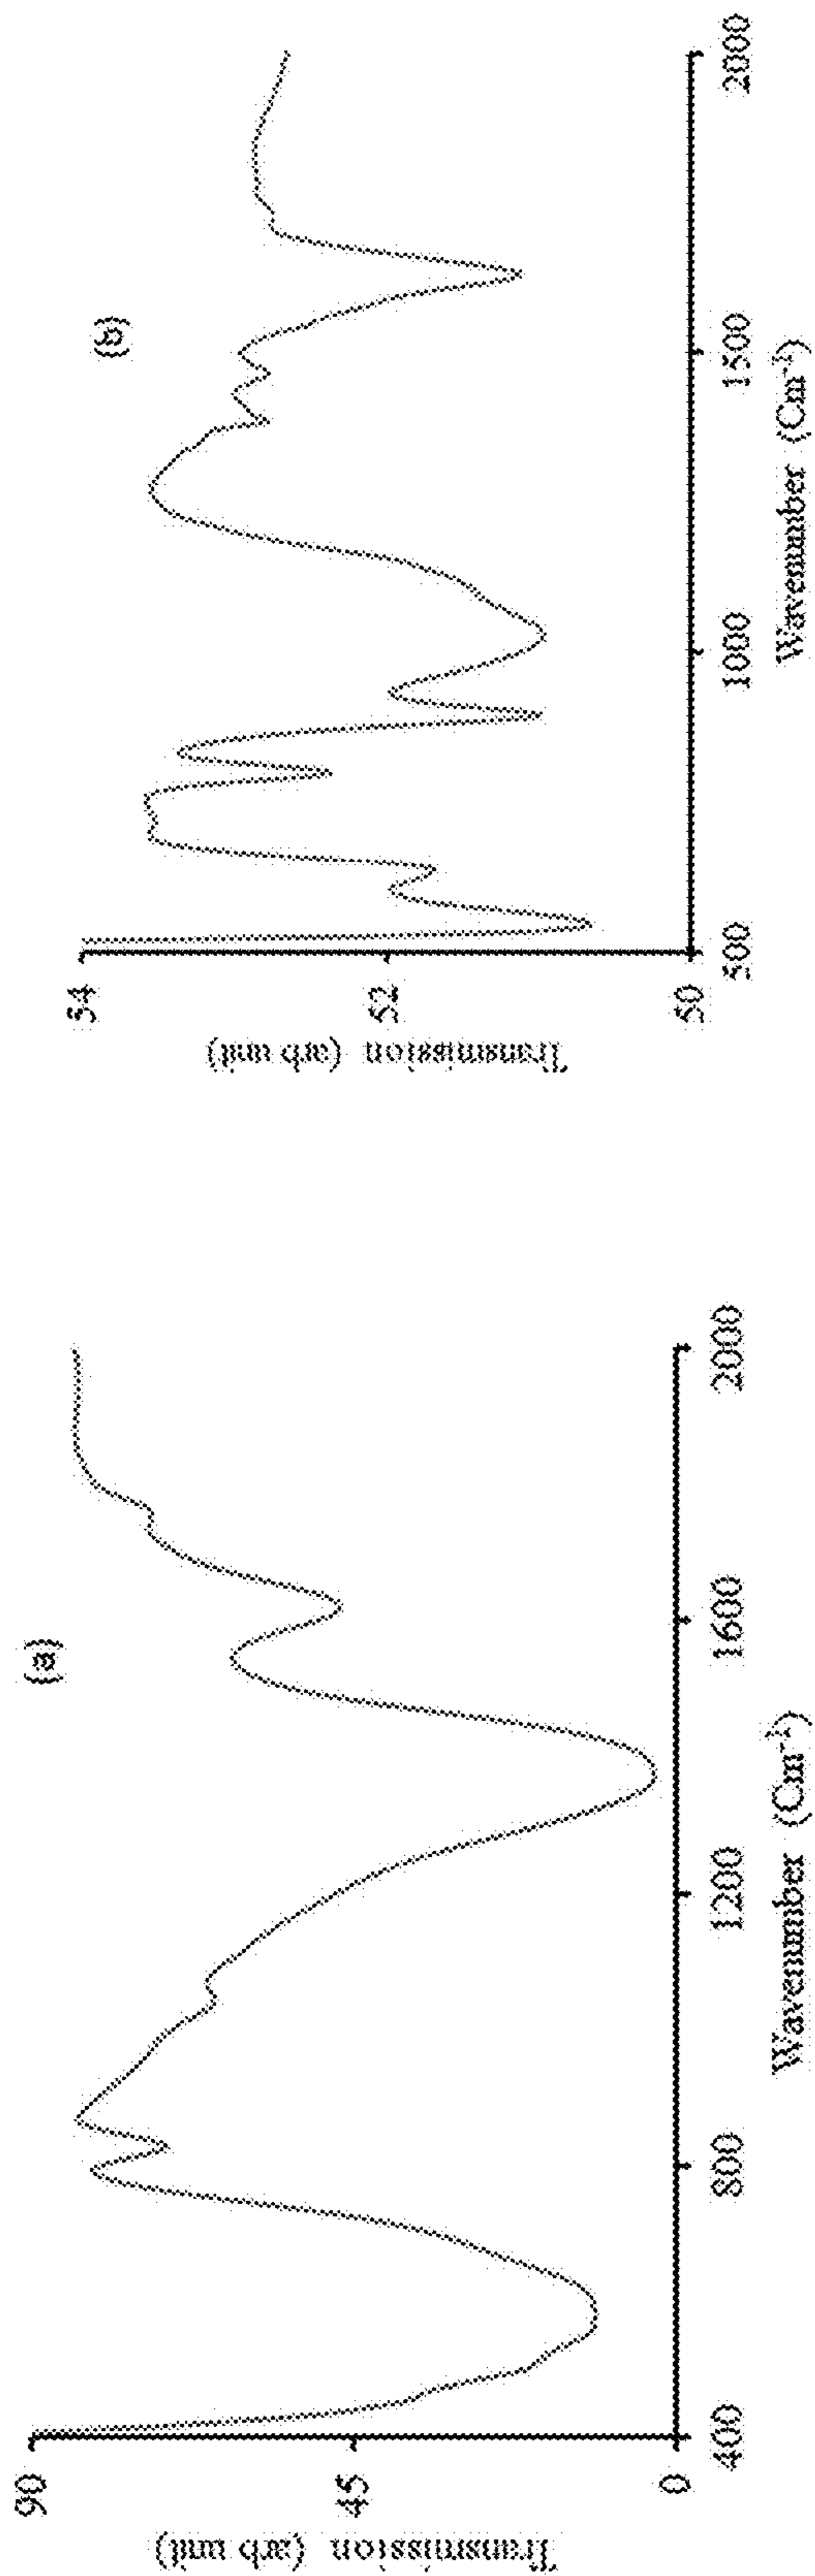 (a)
90
45
0
Transmission (arb unit)
400
800
1200
1600
2000
Wavenumber (Cm⁻¹)
(b)
54
52
50
Transmission (arb unit)
500
1000
1500
2000
Wavenumber (Cm⁻¹)